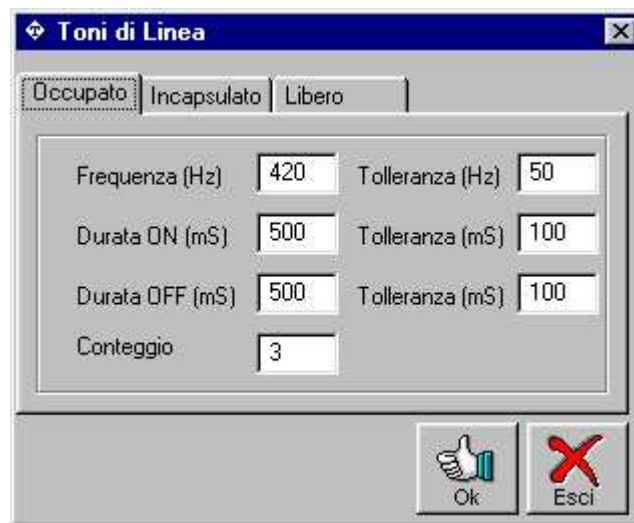 Toni di Linea
Occupato Incapsulato Libero
Frequenza (Hz) 420 Tolleranza (Hz) 50
Durata ON (mS) 500 Tolleranza (mS) 100
Durata OFF (mS) 500 Tolleranza (mS) 100
Conteggio 3
Ok Esci